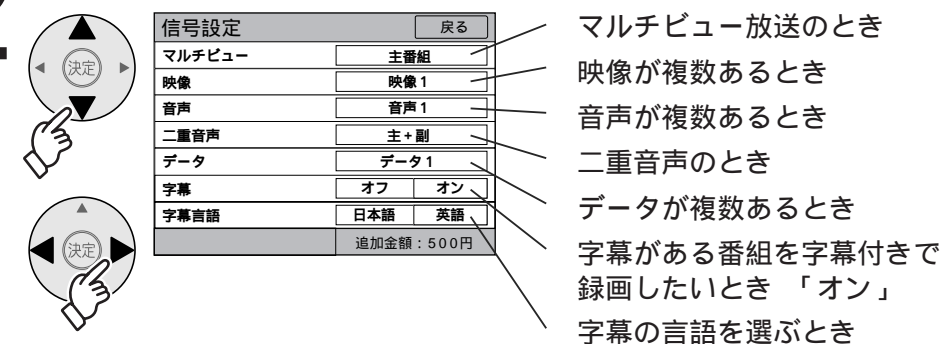 2
決定
決定
信号設定 戻る
マルチビュー 主番組
映像 映像1
音声 音声1
二重音声 主+副
データ データ1
字幕 オフ オン
字幕言語 日本語 英語
追加金額：500円
マルチビュー放送のとき
映像が複数あるとき
音声が複数あるとき
二重音声のとき
データが複数あるとき
字幕がある番組を字幕付きで
録画したいとき 「オン」
字幕の言語を選ぶとき